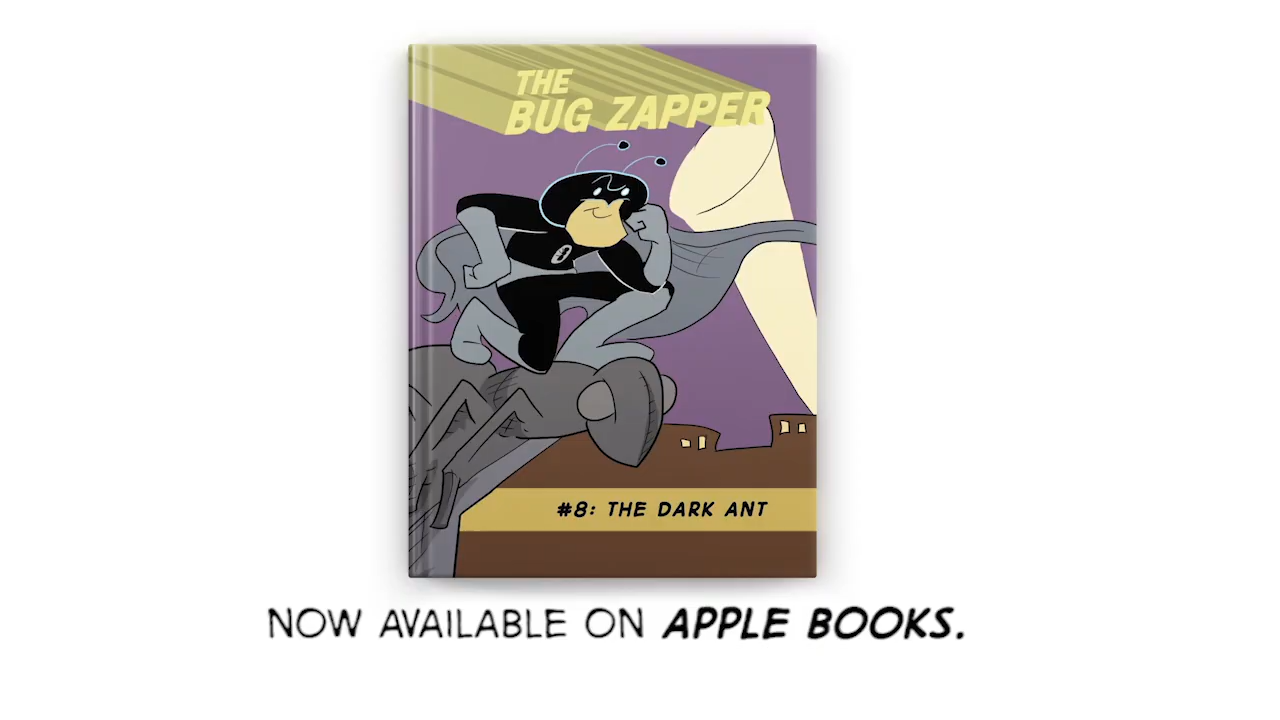 THE
BUG ZAPPER
#8: THE DARK ANT
NOW AVAILABLE ON APPLE BOOKS.